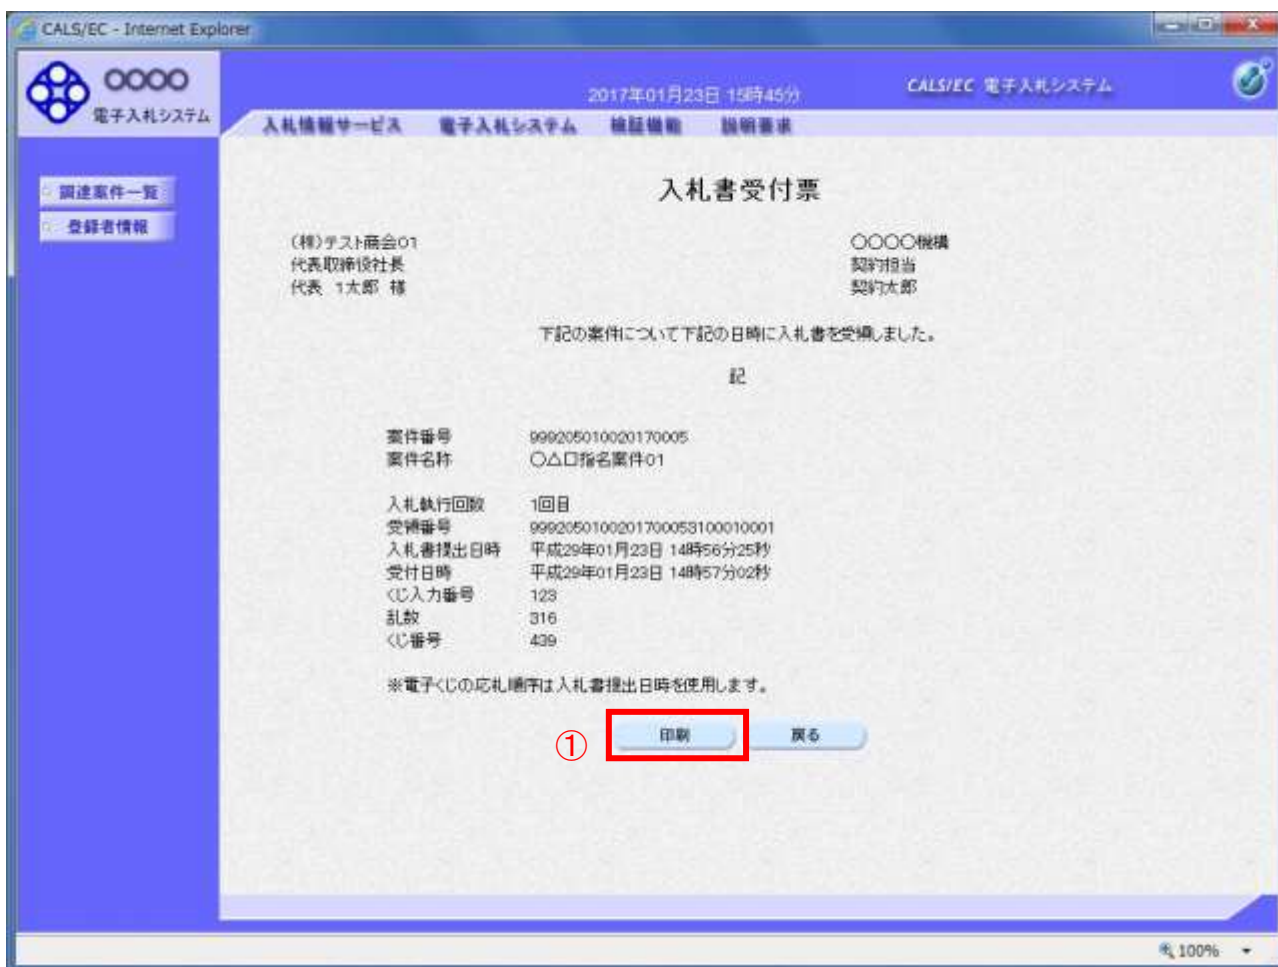 CALS/EC - Internet Explorer
○○○○
電子入札システム
2017年01月23日 15時45分
CALS/EC 電子入札システム
入札情報サービス 電子入札システム 検証機能 説明要求
調達案件一覧
登録者情報
入札書受付票
(株)テスト商会01
代表取締役社長
代表 1太郎 様
○○○○機構
契約担当
契約太郎
下記の案件について下記の日時に入札書を受領しました。
記
案件番号 999205010020170005
案件名称 ○△口指名案件01
入札執行回数 1回目
受領番号 9992050100201700053100010001
入札書提出日時 平成29年01月23日 14時56分25秒
受付日時 平成29年01月23日 14時57分02秒
くじ入力番号 123
乱数 316
くじ番号 439
※電子くじの応札順序は入札書提出日時を使用します。
① 印刷 戻る
100%